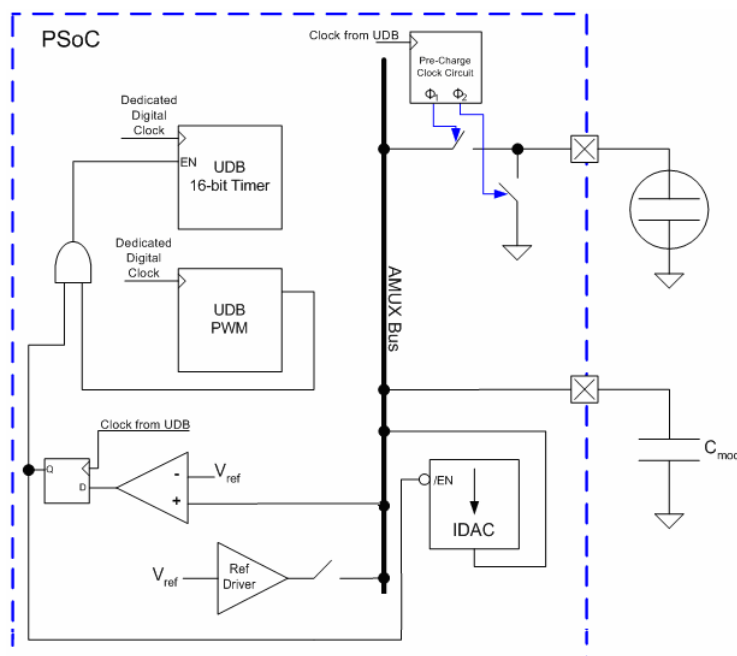 PSoC
Clock from UDB
Pre-Charge
Clock Circuit
Φ1 Φ2
Dedicated
Digital
Clock
EN
UDB
16-bit Timer
Dedicated
Digital
Clock
UDB
PWM
AMUX Bus
Clock from UDB
Q
D
-
+
Vref
/EN
IDAC
Cmod
Vref
Ref
Driver